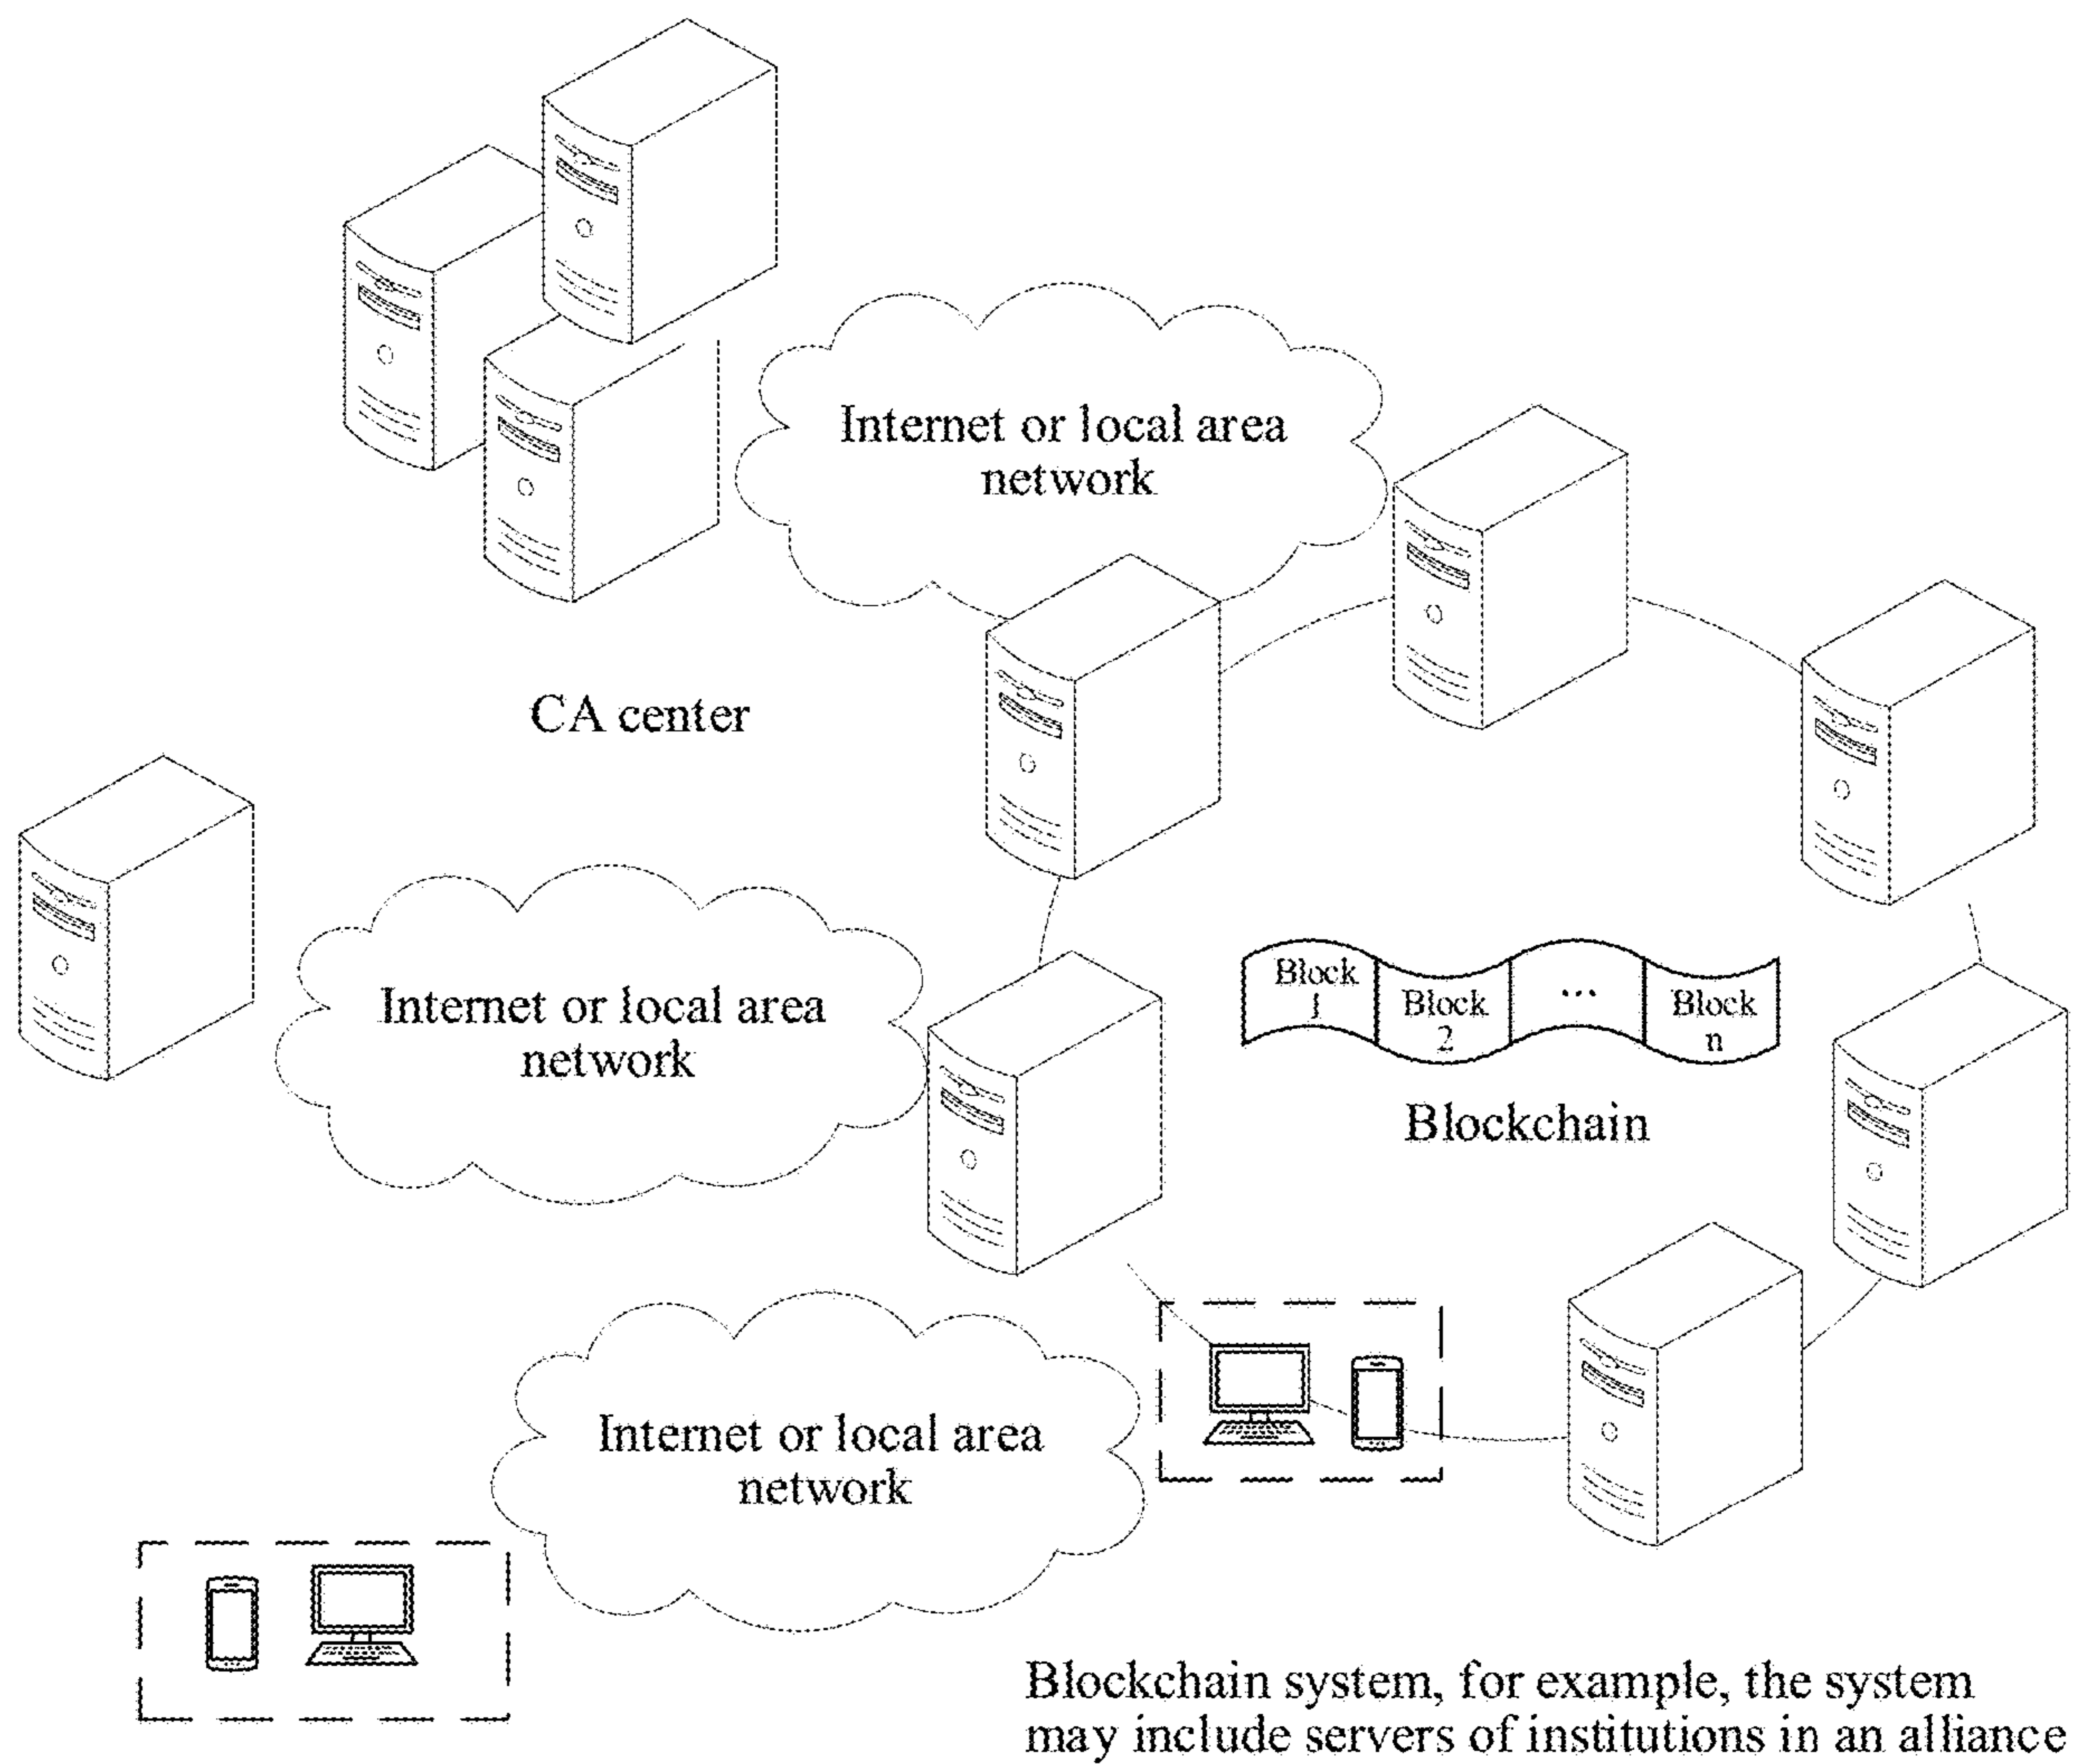 Internet or local area
network
CA center
Internet or local area
network
Block
1
Block
2
...
Block
n
Blockchain
Internet or local area
network
Blockchain system, for example, the system
may include servers of institutions in an alliance